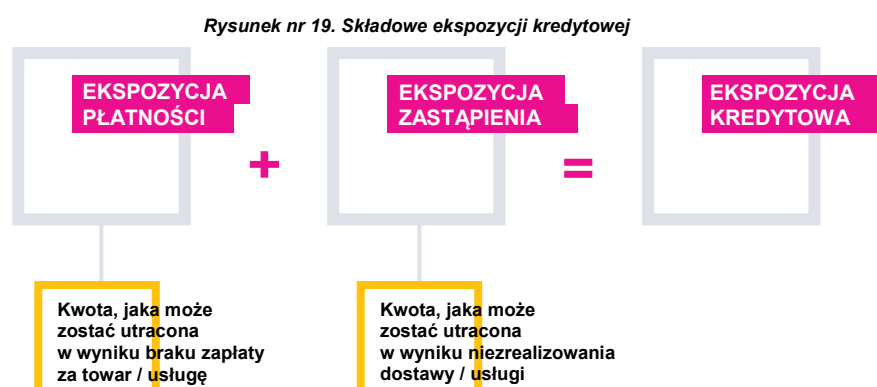 Rysunek nr 19. Składowe ekspozycji kredytowej
EKSPOZYCJA
PŁATNOŚCI
+
EKSPOZYCJA
ZASTĄPIENIA
=
EKSPOZYCJA
KREDYTOWA
Kwota, jaka może
zostać utracona
w wyniku braku zapłaty
za towar / usługę
Kwota, jaka może
zostać utracona
w wyniku niezrealizowania
dostawy / usługi